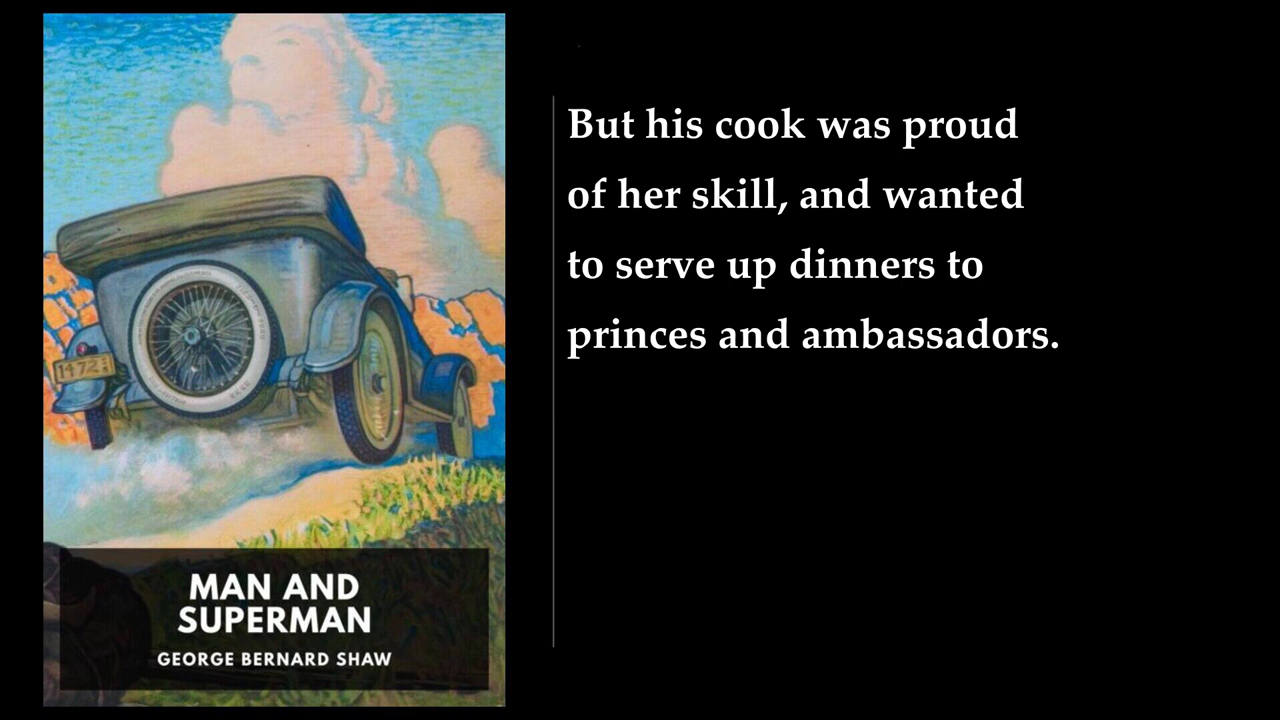 But his cook was proud
of her skill, and wanted
to serve up dinners to
princes and ambassadors.
1472
MAN AND
SUPERMAN
GEORGE BERNARD SHAW